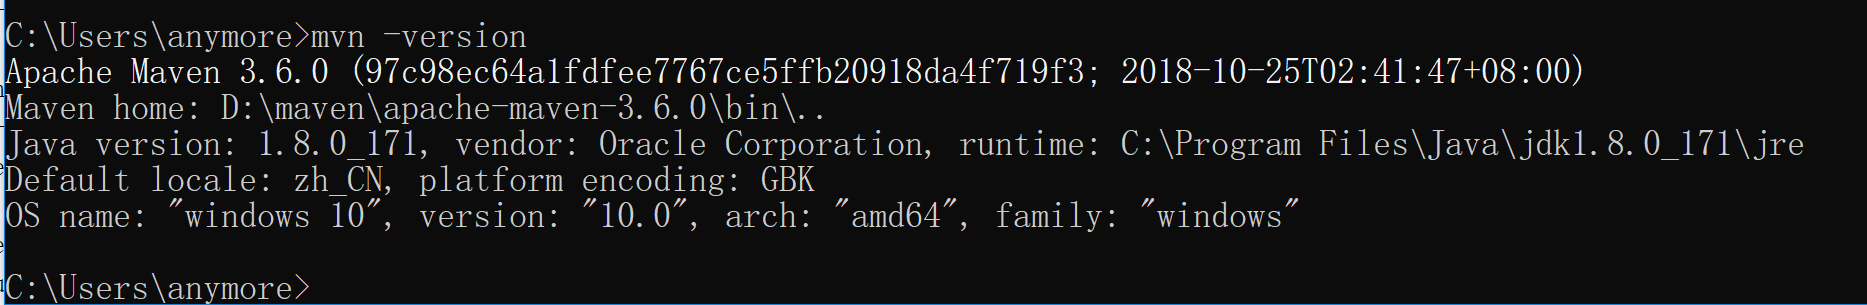 C:\Users\anymore>mvn -version
Apache Maven 3.6.0 (97c98ec64a1fdfee7767ce5ffb20918da4f719f3; 2018-10-25T02:41:47+08:00)
Maven home: D:\maven\apache-maven-3.6.0\bin\..
Java version: 1.8.0_171, vendor: Oracle Corporation, runtime: C:\Program Files\Java\jdk1.8.0_171\jre
Default locale: zh_CN, platform encoding: GBK
OS name: "windows 10", version: "10.0", arch: "amd64", family: "windows"
C:\Users\anymore>